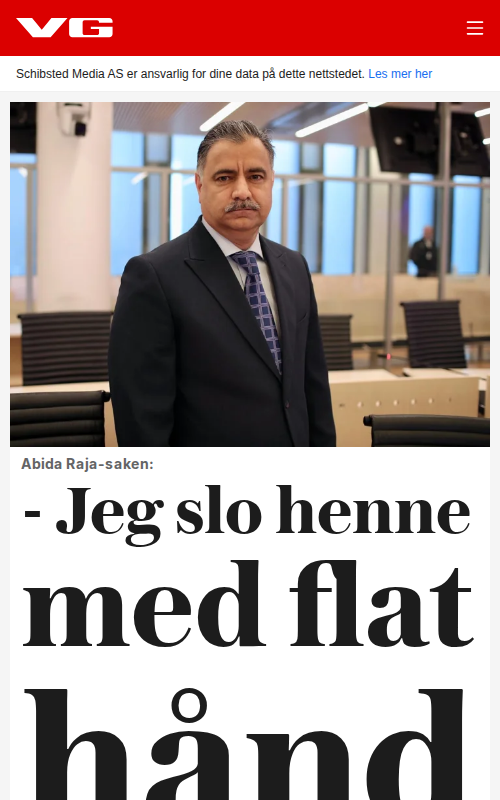 VG
Schibsted Media AS er ansvarlig for dine data på dette nettstedet. Les mer her
Abida Raja-saken:
- Jeg slo henne
med flat
hånd